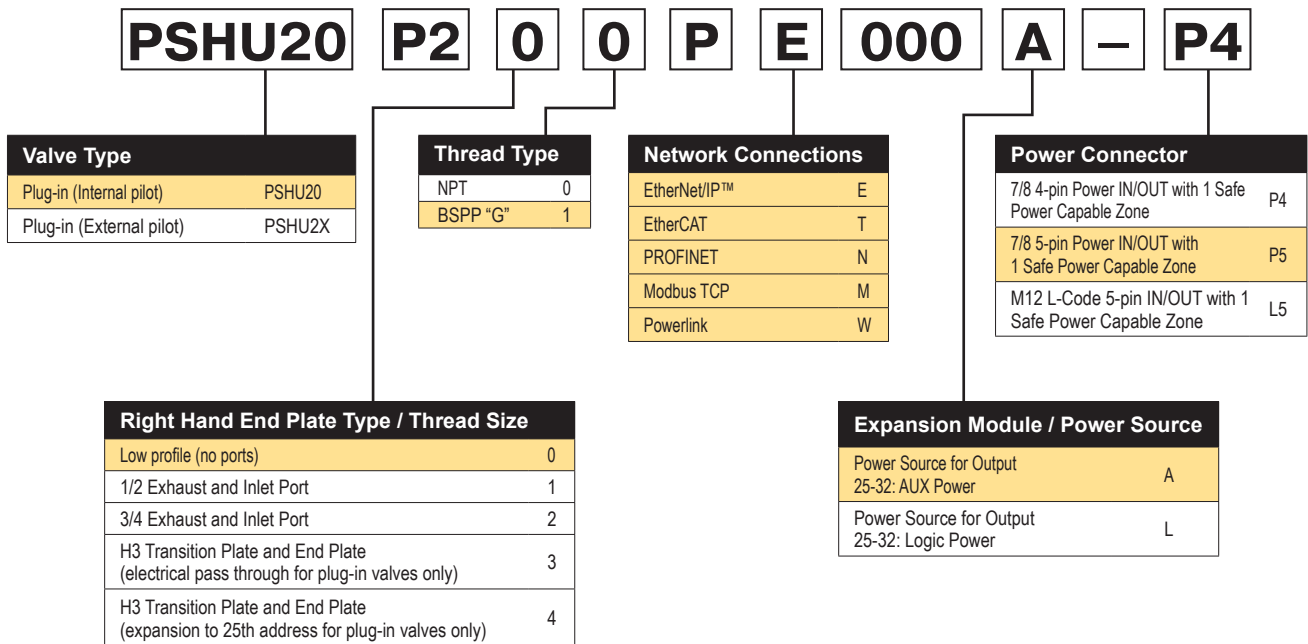 PSHU20 P2 0 0 P E 000 A – P4
Valve Type
Plug-in (Internal pilot) PSHU20
Plug-in (External pilot) PSHU2X
Thread Type
NPT 0
BSPP “G” 1
Network Connections
EtherNet/IP™ E
EtherCAT T
PROFINET N
Modbus TCP M
Powerlink W
Power Connector
7/8 4-pin Power IN/OUT with 1 Safe
Power Capable Zone P4
7/8 5-pin Power IN/OUT with
1 Safe Power Capable Zone P5
M12 L-Code 5-pin IN/OUT with 1
Safe Power Capable Zone L5
Right Hand End Plate Type / Thread Size
Low profile (no ports) 0
1/2 Exhaust and Inlet Port 1
3/4 Exhaust and Inlet Port 2
H3 Transition Plate and End Plate
(electrical pass through for plug-in valves only) 3
H3 Transition Plate and End Plate
(expansion to 25th address for plug-in valves only) 4
Expansion Module / Power Source
Power Source for Output
25-32: AUX Power A
Power Source for Output
25-32: Logic Power L